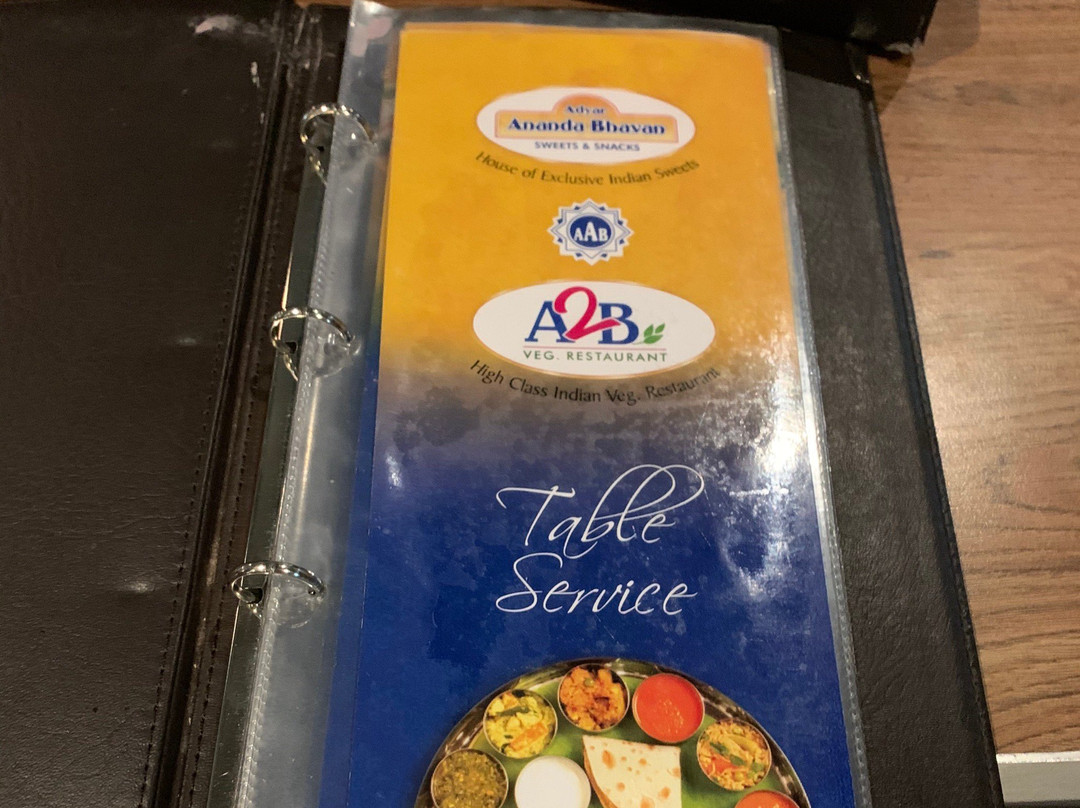 Adyar
Ananda Bhavan
SWEETS & SNACKS
House of Exclusive Indian Sweets
AAB
A2B
VEG. RESTAURANT
High Class Indian Veg. Restaurant
Table
Service